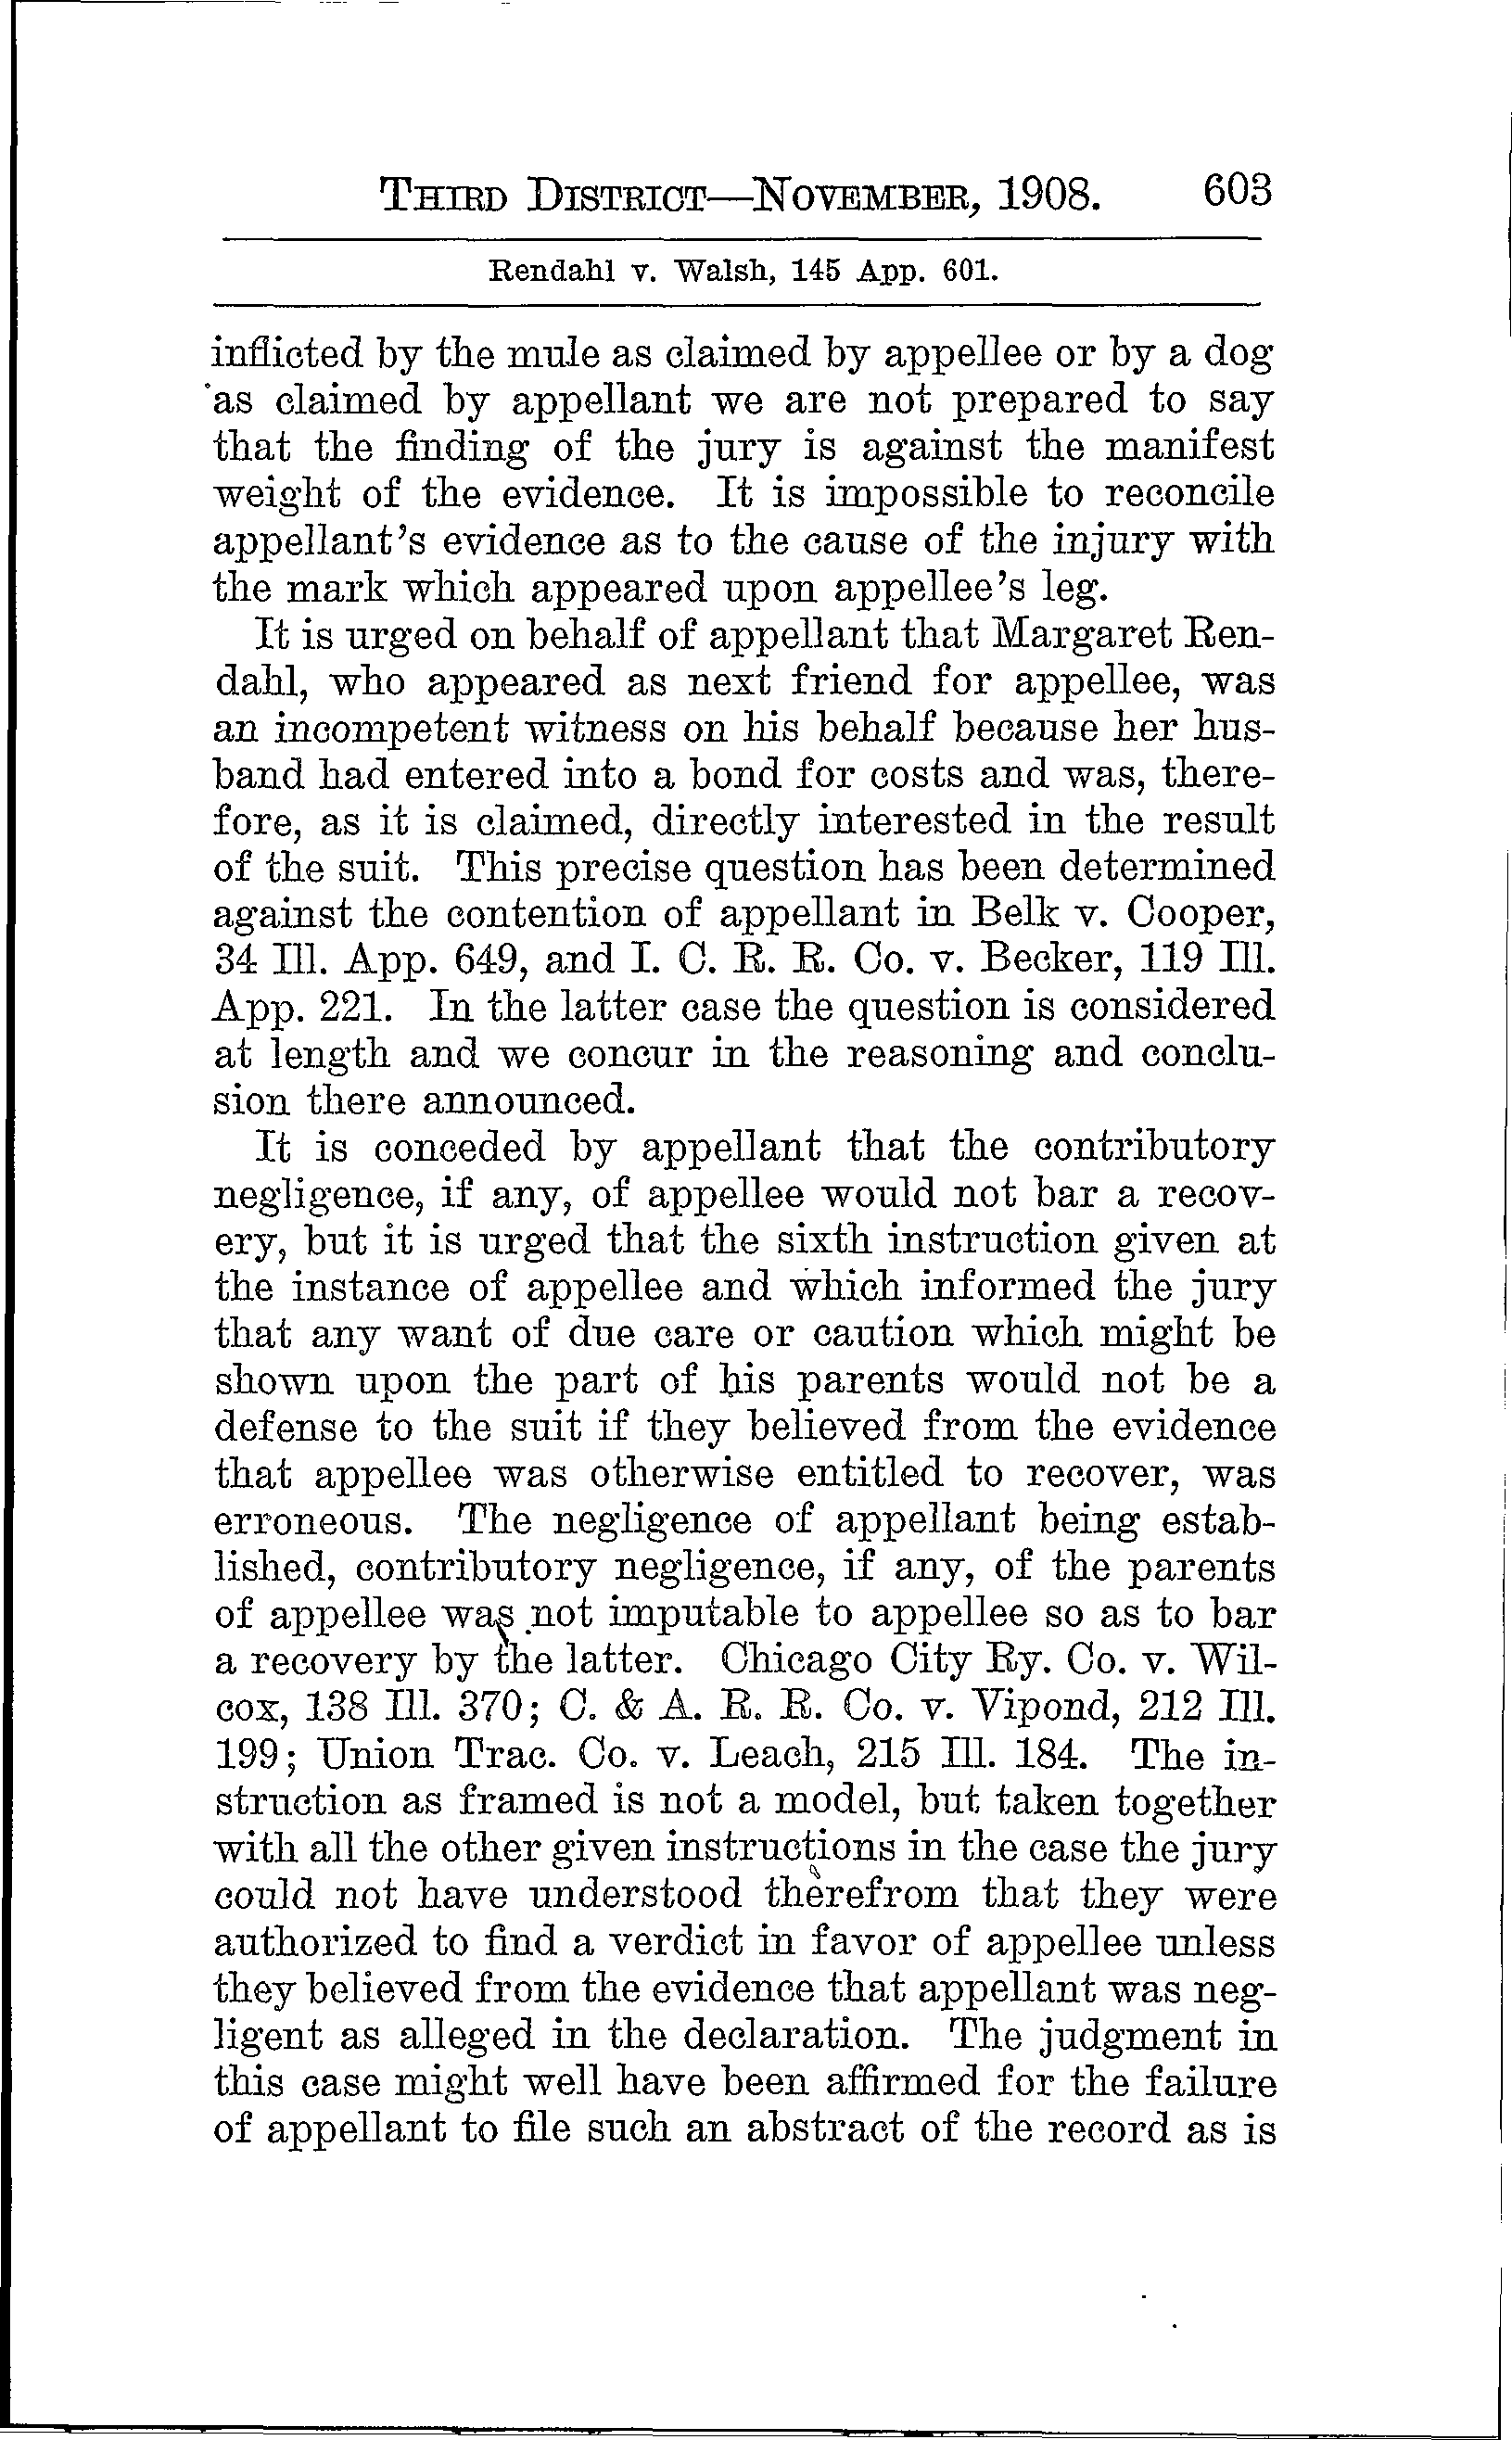 THIRD DISTRICT—NOVEMBER, 1908. 603
Rendahl v. Walsh, 145 App. 601.
inflicted by the mule as claimed by appellee or by a dog
as claimed by appellant we are not prepared to say
that the finding of the jury is against the manifest
weight of the evidence. It is impossible to reconcile
appellant's evidence as to the cause of the injury with
the mark which appeared upon appellee's leg.
It is urged on behalf of appellant that Margaret Ren-
dahl, who appeared as next friend for appellee, was
an incompetent witness on his behalf because her hus-
band had entered into a bond for costs and was, there-
fore, as it is claimed, directly interested in the result
of the suit. This precise question has been determined
against the contention of appellant in Belk v. Cooper,
34 Ill. App. 649, and I. C. R. R. Co. v. Becker, 119 Ill.
App. 221. In the latter case the question is considered
at length and we concur in the reasoning and conclu-
sion there announced.
It is conceded by appellant that the contributory
negligence, if any, of appellee would not bar a recov-
ery, but it is urged that the sixth instruction given at
the instance of appellee and which informed the jury
that any want of due care or caution which might be
shown upon the part of his parents would not be a
defense to the suit if they believed from the evidence
that appellee was otherwise entitled to recover, was
erroneous. The negligence of appellant being estab-
lished, contributory negligence, if any, of the parents
of appellee was not imputable to appellee so as to bar
a recovery by the latter. Chicago City Ry. Co. v. Wil-
cox, 138 Ill. 370; C. & A. R. R. Co. v. Vipond, 212 Ill.
199; Union Trac. Co. v. Leach, 215 Ill. 184. The in-
struction as framed is not a model, but taken together
with all the other given instructions in the case the jury
could not have understood therefrom that they were
authorized to find a verdict in favor of appellee unless
they believed from the evidence that appellant was neg-
ligent as alleged in the declaration. The judgment in
this case might well have been affirmed for the failure
of appellant to file such an abstract of the record as is